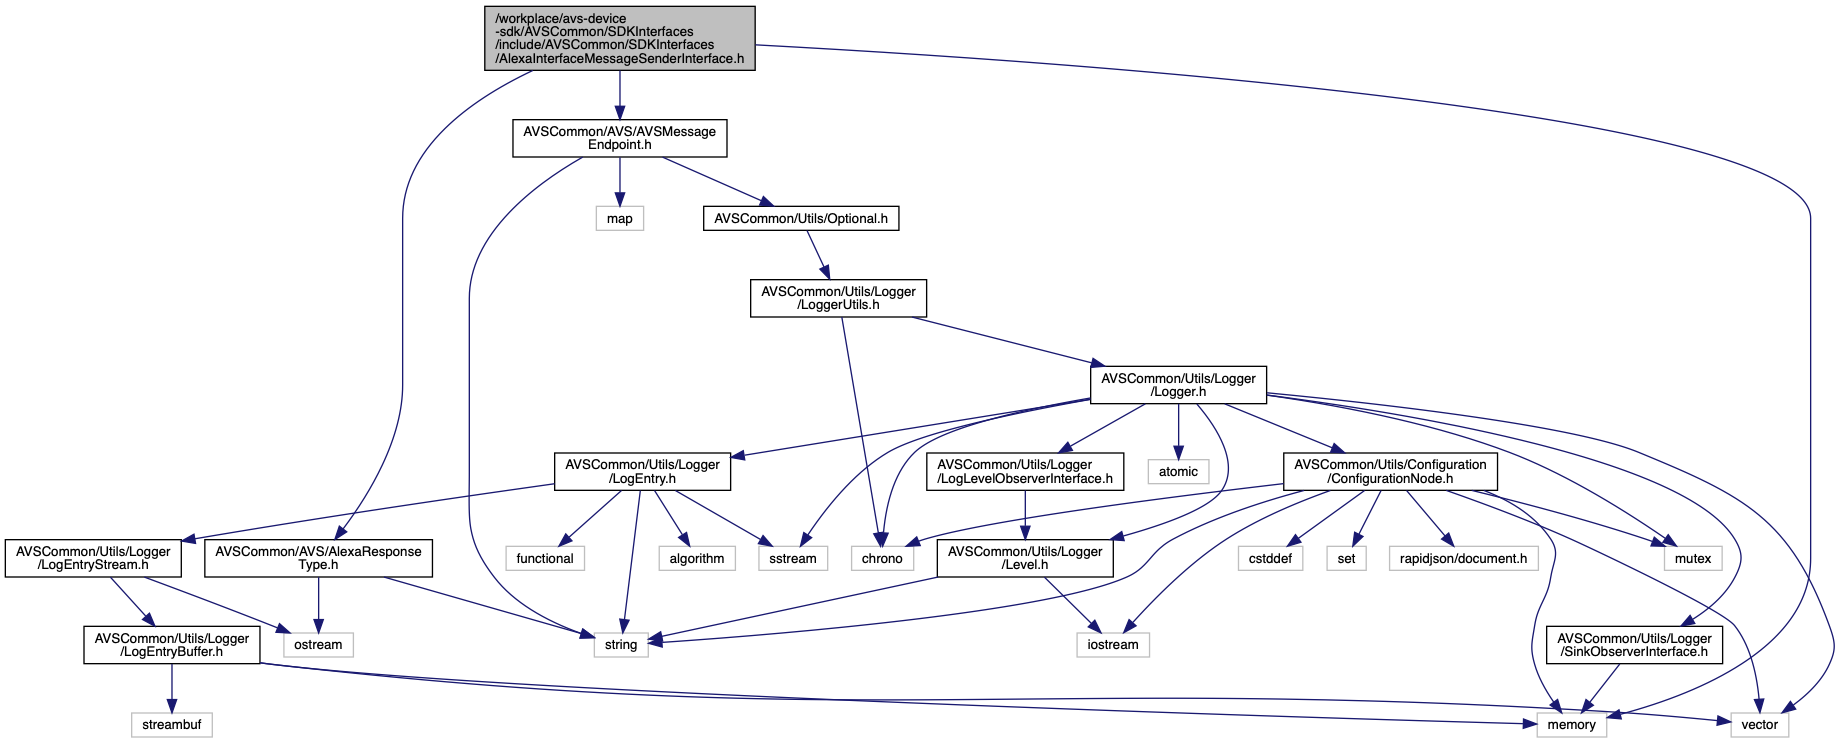 /workplace/avs-device
-sdk/AVSCommon/SDKInterfaces
/include/AVSCommon/SDKInterfaces
/AlexaInterfaceMessageSenderInterface.h
AVSCommon/AVS/AVSMessage
Endpoint.h
map
AVSCommon/Utils/Optional.h
AVSCommon/Utils/Logger
/LoggerUtils.h
AVSCommon/Utils/Logger
/Logger.h
AVSCommon/Utils/Logger
/LogEntry.h
AVSCommon/Utils/Logger
/LogLevelObserverInterface.h
atomic
AVSCommon/Utils/Configuration
/ConfigurationNode.h
AVSCommon/Utils/Logger
/LogEntryStream.h
AVSCommon/AVS/AlexaResponse
Type.h
functional
algorithm
sstream
chrono
AVSCommon/Utils/Logger
/Level.h
cstddef
set
rapidjson/document.h
mutex
AVSCommon/Utils/Logger
/LogEntryBuffer.h
ostream
string
iostream
AVSCommon/Utils/Logger
/SinkObserverInterface.h
streambuf
memory
vector